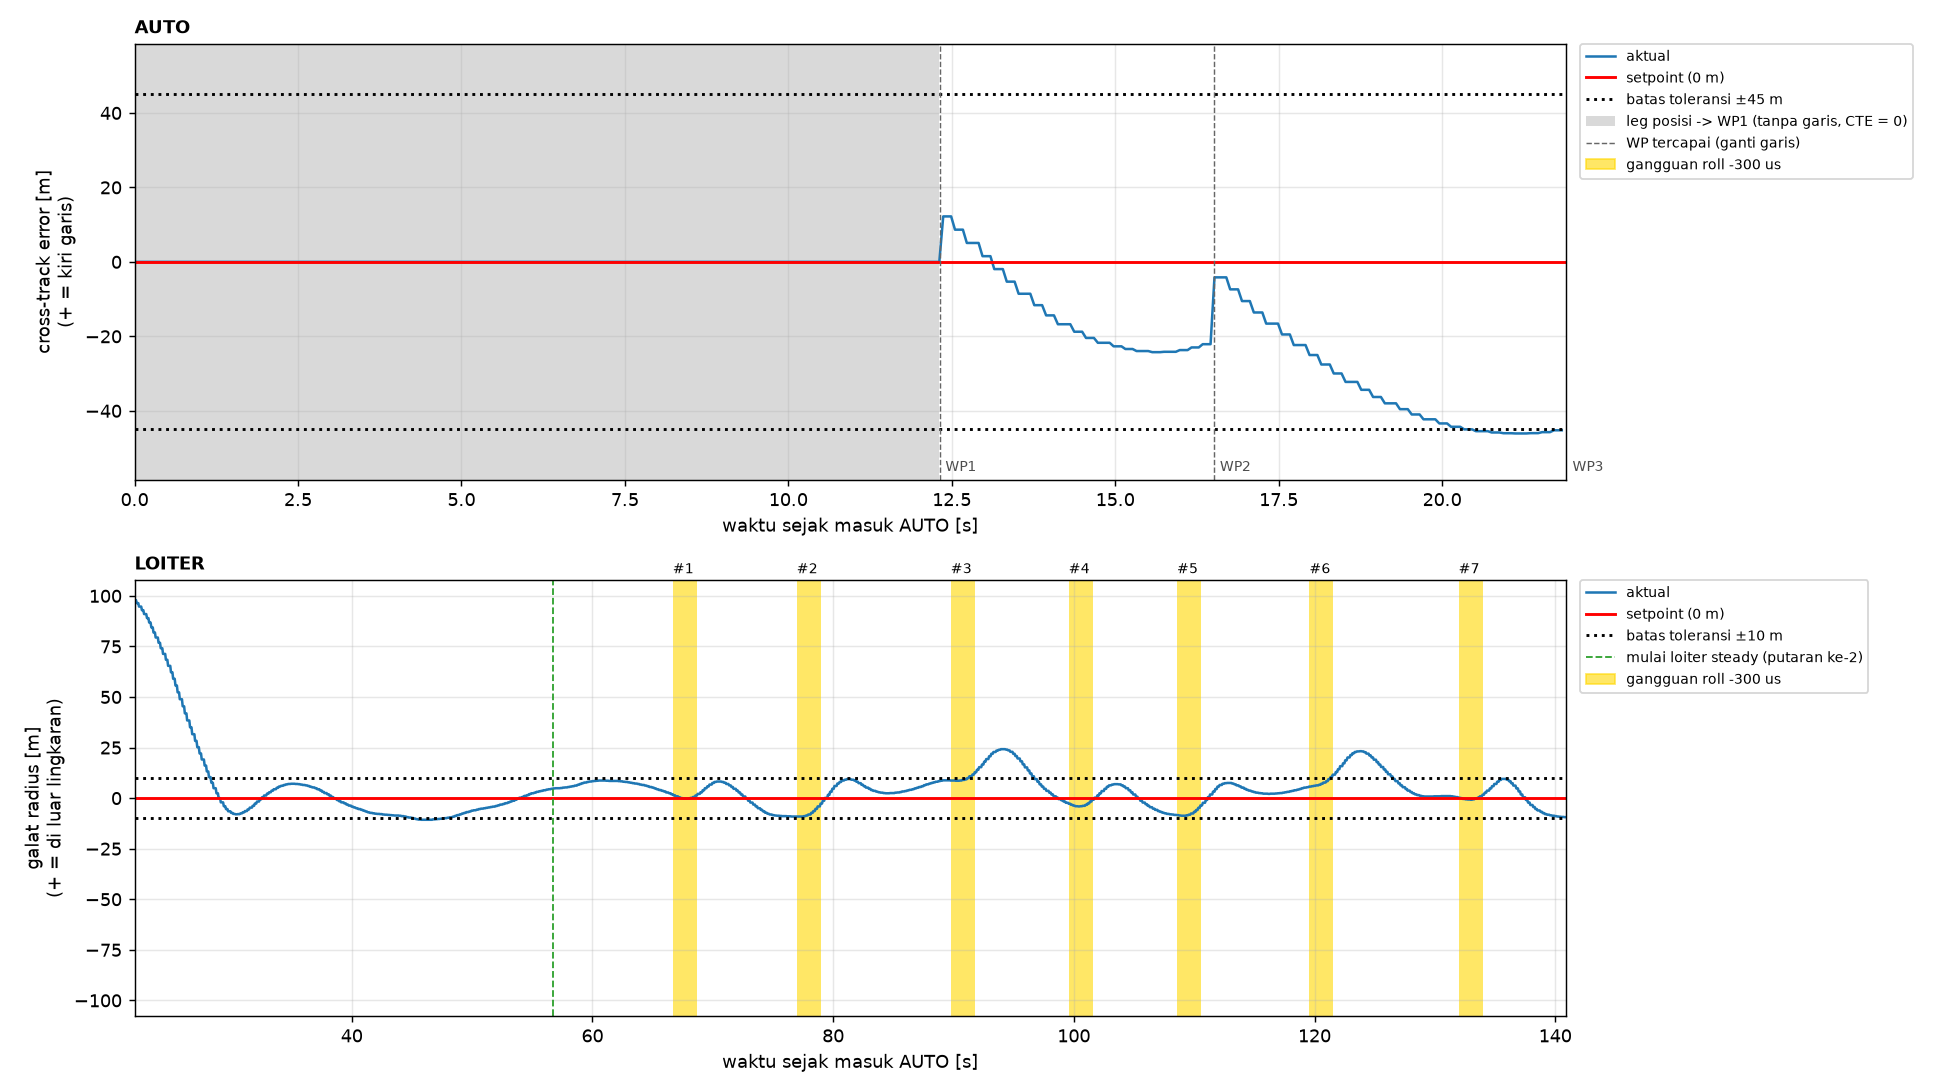 AUTO
cross-track error [m]
(+ = kiri garis)
40
20
0
−20
−40
WP1
WP2
WP3
0.0
2.5
5.0
7.5
10.0
12.5
15.0
17.5
20.0
waktu sejak masuk AUTO [s]
aktual
setpoint (0 m)
batas toleransi ±45 m
leg posisi -> WP1 (tanpa garis, CTE = 0)
WP tercapai (ganti garis)
gangguan roll -300 us
LOITER
#1
#2
#3
#4
#5
#6
#7
galat radius [m]
(+ = di luar lingkaran)
100
75
50
25
0
−25
−50
−75
−100
40
60
80
100
120
140
waktu sejak masuk AUTO [s]
aktual
setpoint (0 m)
batas toleransi ±10 m
mulai loiter steady (putaran ke-2)
gangguan roll -300 us